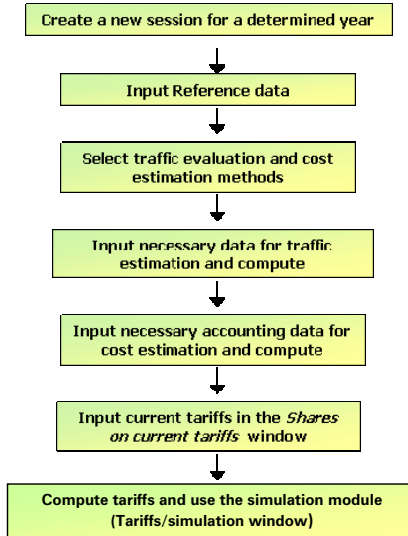 Create a new session for a determined year
Input Reference data
Select traffic evaluation and cost
estimation methods
Input necessary data for traffic
estimation and compute
Input necessary accounting data for
cost estimation and compute
Input current tariffs in the Shares
on current tariffs window
Compute tariffs and use the simulation module
(Tariffs/simulation window)